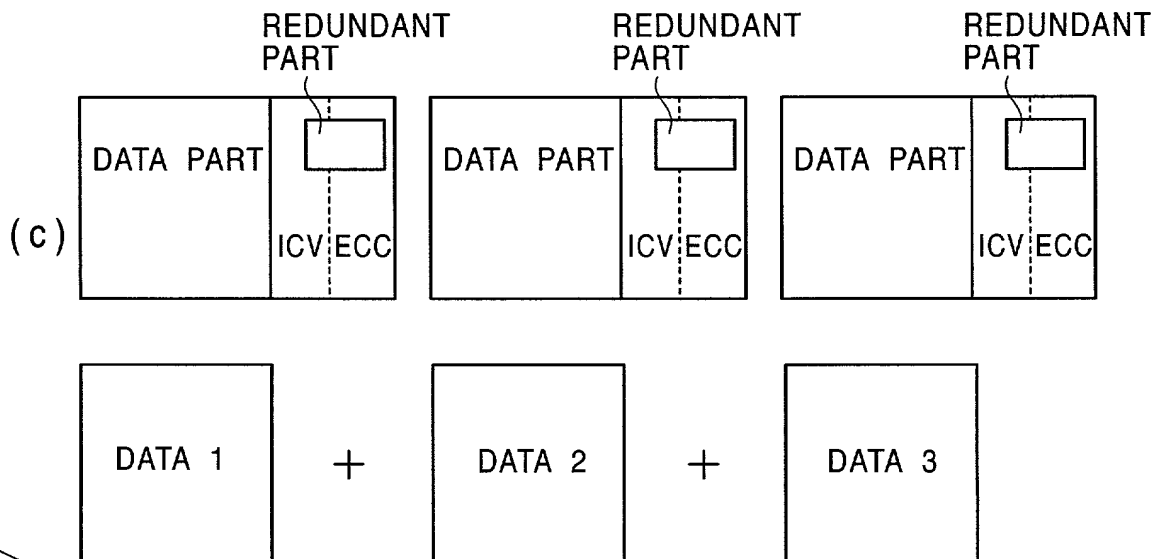 REDUNDANT PART REDUNDANT PART REDUNDANT PART
DATA PART DATA PART DATA PART
(c)
ICV ECC ICV ECC ICV ECC
DATA 1 + DATA 2 + DATA 3